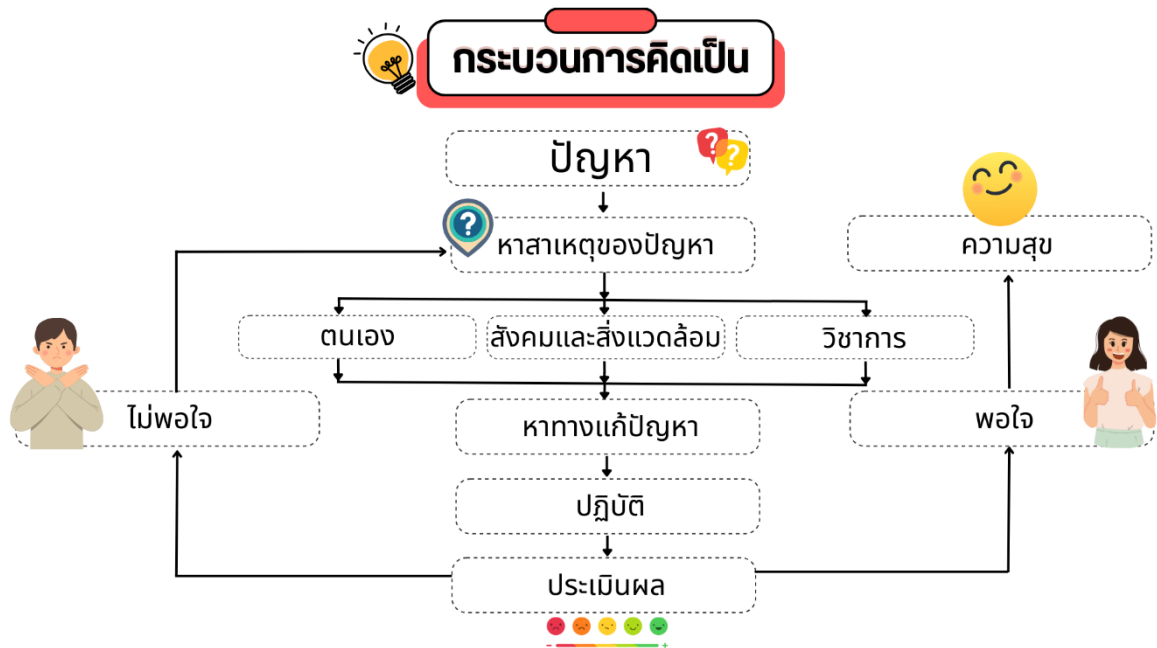 กระบวนการคิดเป็น
ปัญหา
หาสาเหตุของปัญหา
ความสุข
ตนเอง
สังคมและสิ่งแวดล้อม
วิชาการ
ไม่พอใจ
หาทางแก้ปัญหา
พอใจ
ปฏิบัติ
ประเมินผล